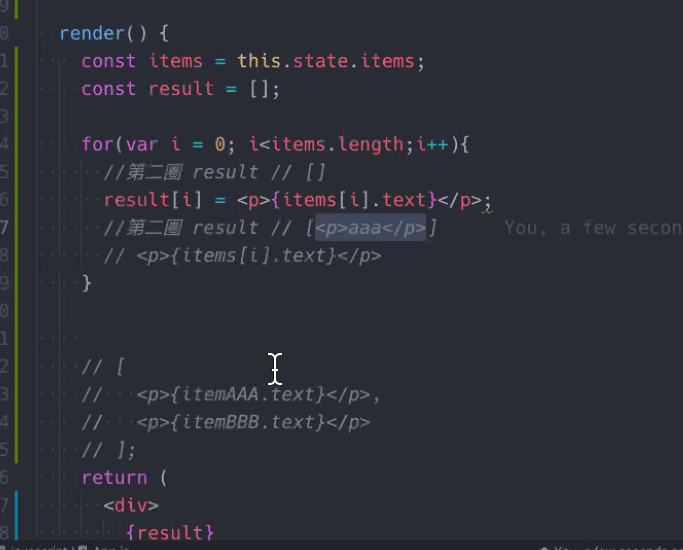 9
0 render() {
1 const items = this.state.items;
2 const result = [];
3
4 for(var i = 0; i<items.length;i++){
5 //第二圈 result // []
6 result[i] = <p>{items[i].text}</p>;
7 //第二圈 result // [<p>aaa</p>] You, a few secon
8 // <p>{items[i].text}</p>
9 }
0
1
2 // [
3 // <p>{itemAAA.text}</p>,
4 // <p>{itemBBB.text}</p>
5 // ];
6 return (
7 <div>
8 {result}